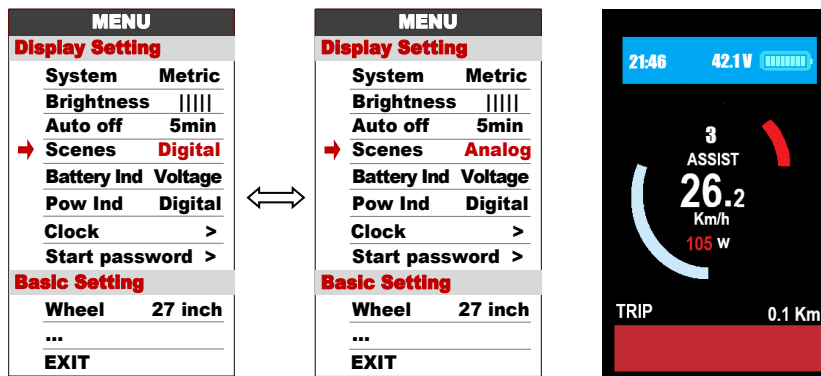 MENU
Display Setting
System Metric
Brightness |||||
Auto off 5min
Scenes Digital
Battery Ind Voltage
Pow Ind Digital
Clock >
Start password >
Basic Setting
Wheel 27 inch
...
EXIT
MENU
Display Setting
System Metric
Brightness |||||
Auto off 5min
Scenes Analog
Battery Ind Voltage
Pow Ind Digital
Clock >
Start password >
Basic Setting
Wheel 27 inch
...
EXIT
21:46 42.1 V
3
ASSIST
26.2
Km/h
105 W
TRIP 0.1 Km